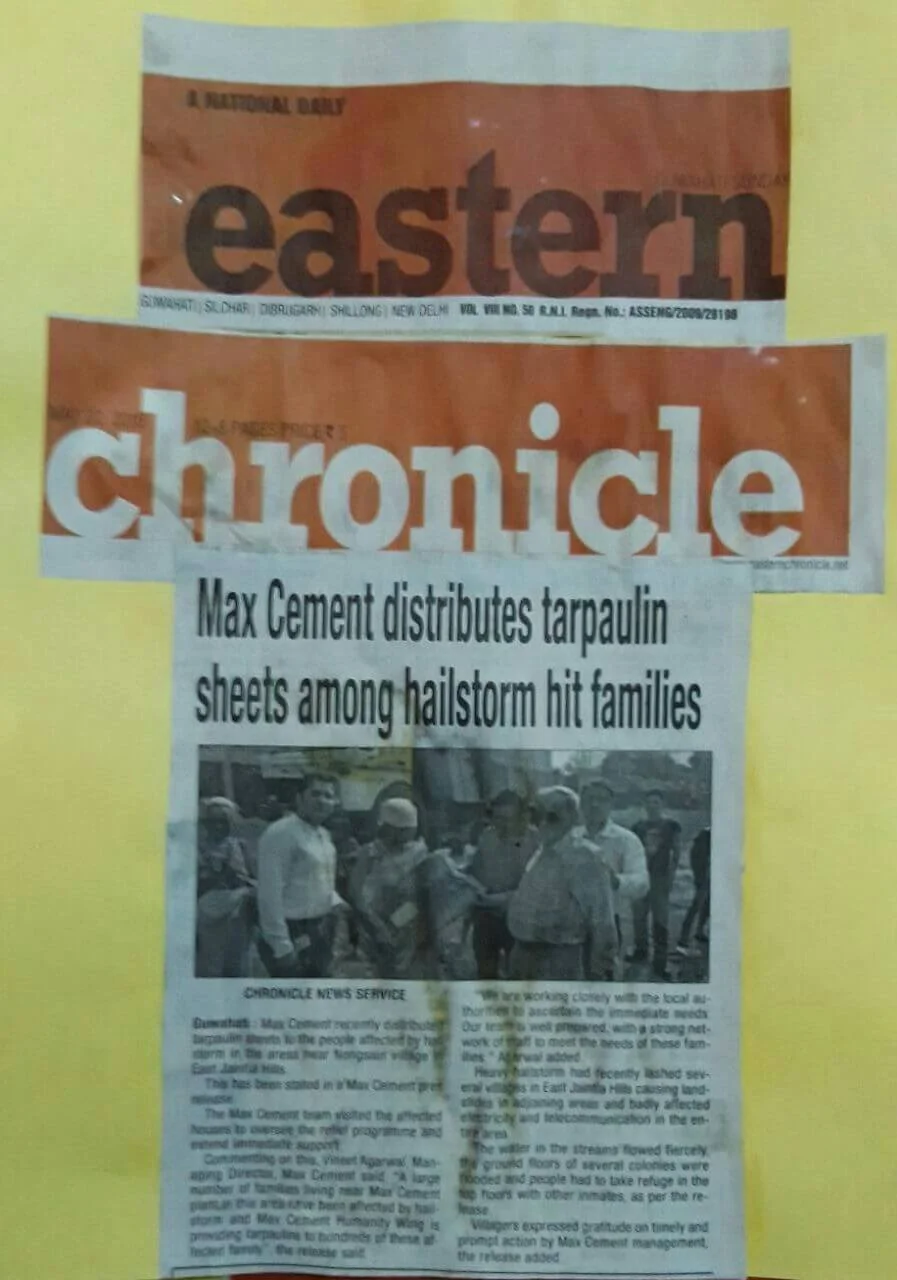 A NATIONAL DAILY
GUWAHATI SUNDAY
eastern
GUWAHATI | SILCHAR | DIBRUGARH | SHILLONG | NEW DELHI VOL VIII NO. 50 R.N.I. Regn. No.: ASSENG/2009/28198
MAY
PAGES PRICE ₹
chronicle
easternchronicle.net
Max Cement distributes tarpaulin
sheets among hailstorm hit families
CHRONICLE NEWS SERVICE
Guwahati : Max Cement recently distribute
tarpaulin sheets to the people affected by hail
storm in the areas near Nongsain village in
East Jaintia Hills.
This has been stated in a Max Cement press
release.
The Max Cement team visited the affected
houses to oversee the relief programme and
extend immediate support.
Commenting on this, Vineet Agarwal, Man-
aging Director, Max Cement said, "A large
number of families living near Max Cement
plant in this area have been affected by hail-
storm and Max Cement Humanity Wing is
providing tarpaulins to hundreds of these af-
fected family", the release said.
"We are working closely with the local au-
thorities to ascertain the immediate needs.
Our team is well prepared, with a strong net-
work of staff to meet the needs of these fam-
ilies," Agarwal added.
Heavy hailstorm had recently lashed sev-
eral villages in East Jaintia Hills causing land-
slides in adjoining areas and badly affected
electricity and telecommunication in the en-
tire area.
The water in the streams flowed fiercely,
the ground floors of several colonies were
flooded and people had to take refuge in the
top floors with other inmates, as per the re-
lease.
Villagers expressed gratitude on timely and
prompt action by Max Cement management,
the release added.